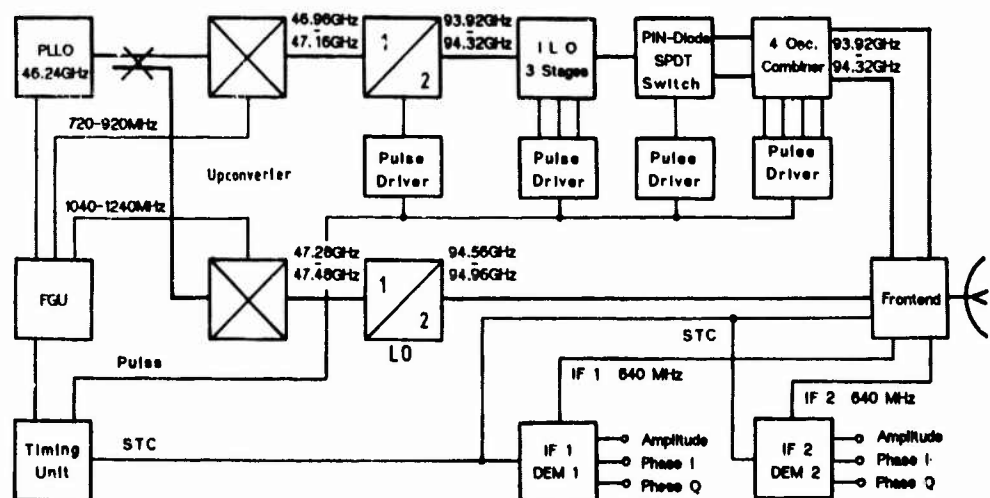 PLLO
46.24GHz
46.96GHz
-
47.16GHz
1
2
93.92GHz
-
94.32GHz
ILO
3 Stages
PIN-Diode
SPDT
Switch
4 Osc.
Combiner
93.92GHz
-
94.32GHz
720-920MHz
Upconverter
Pulse
Driver
Pulse
Driver
Pulse
Driver
Pulse
Driver
1040-1240MHz
FGU
47.28GHz
-
47.48GHz
1
2
LO
94.56GHz
-
94.96GHz
Frontend
STC
Pulse
IF 1 640 MHz
IF 2 640 MHz
Timing
Unit
STC
IF 1
DEM 1
Amplitude
Phase I
Phase Q
IF 2
DEM 2
Amplitude
Phase I
Phase Q